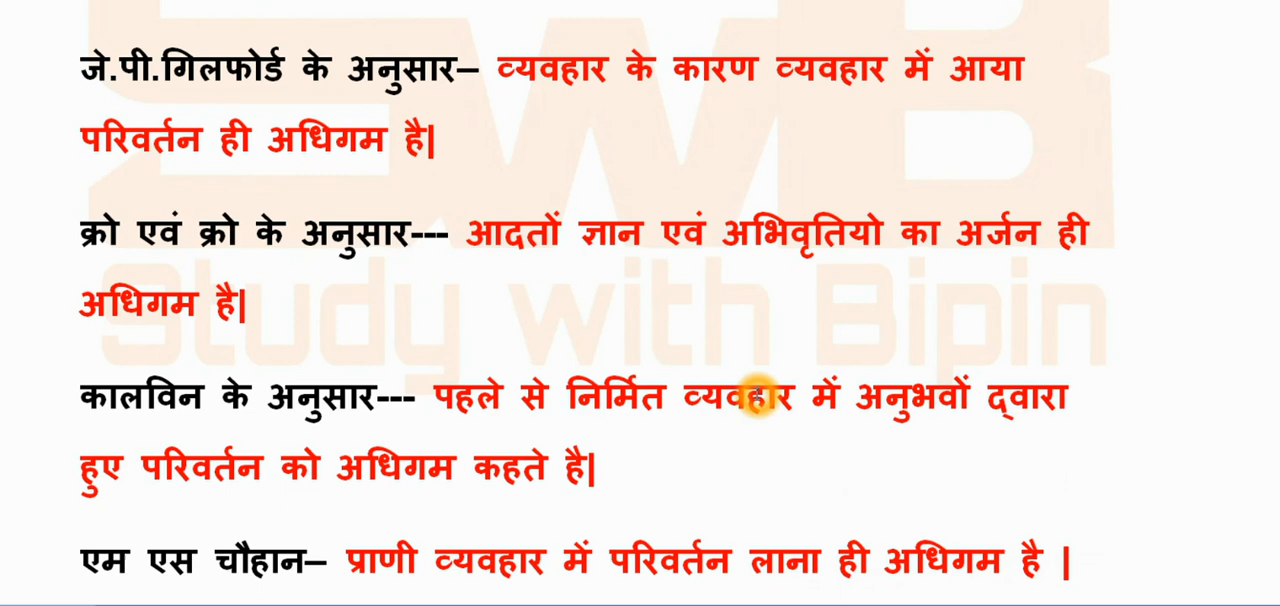 जे.पी.गिलफोर्ड के अनुसार– व्यवहार के कारण व्यवहार में आया
परिवर्तन ही अधिगम है|
क्रो एवं क्रो के अनुसार--- आदतों ज्ञान एवं अभिवृतियो का अर्जन ही
अधिगम है|
Study with Bipin
कालविन के अनुसार--- पहले से निर्मित व्यवहार में अनुभवों द्वारा
हुए परिवर्तन को अधिगम कहते है|
एम एस चौहान– प्राणी व्यवहार में परिवर्तन लाना ही अधिगम है |